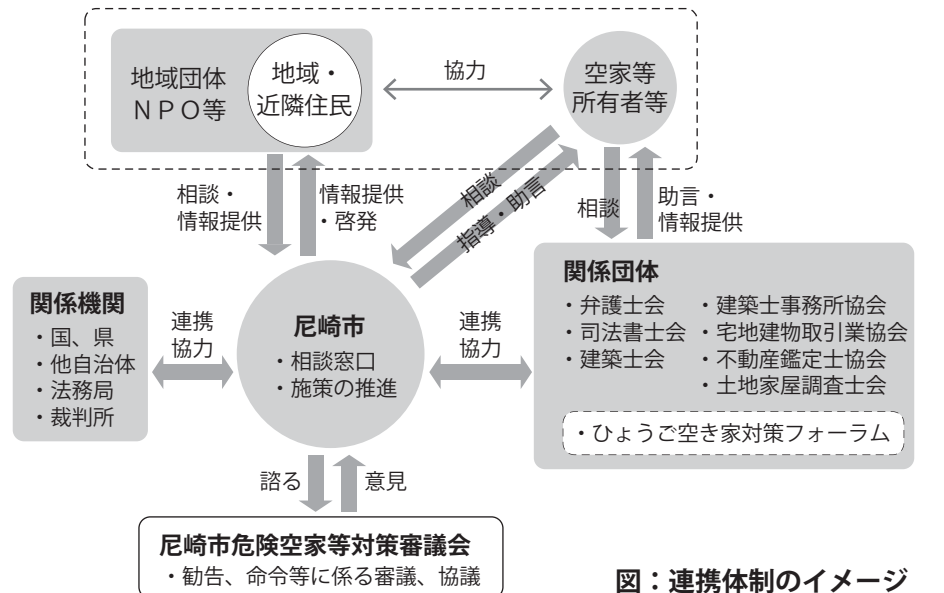 地域団体
ＮＰＯ等
地域・
近隣住民
協力
空家等
所有者等
相談・
情報提供
情報提供
・啓発
相談
指導・助言
相談
助言・
情報提供
関係機関
・国、県
・他自治体
・法務局
・裁判所
連携
協力
尼崎市
・相談窓口
・施策の推進
連携
協力
関係団体
・弁護士会
・司法書士会
・建築士会
・建築士事務所協会
・宅地建物取引業協会
・不動産鑑定士協会
・土地家屋調査士会
・ひょうご空き家対策フォーラム
諮る
意見
尼崎市危険空家等対策審議会
・勧告、命令等に係る審議、協議
図：連携体制のイメージ